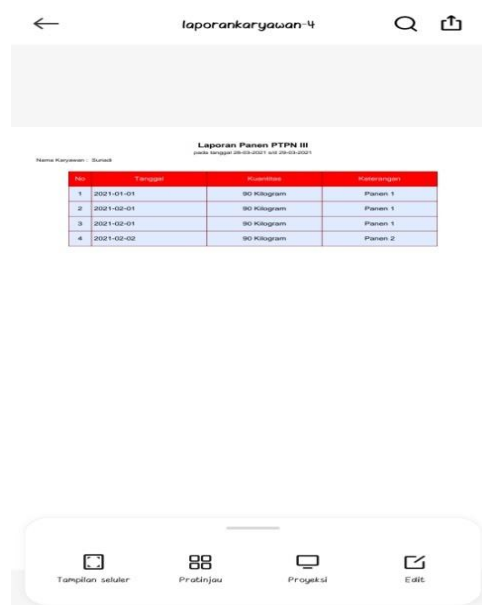 laporankaryawan-4
Laporan Panen PTPN III
pada tanggal 28-03-2021 s/d 28-03-2021
Nama Karyawan : Suriadi
No Tanggal Kuantitas Keterangan
1 2021-01-01 90 Kilogram Panen 1
2 2021-02-01 90 Kilogram Panen 1
3 2021-02-01 90 Kilogram Panen 1
4 2021-02-02 90 Kilogram Panen 2
Tampilan seluler Pratinjau Proyeksi Edit